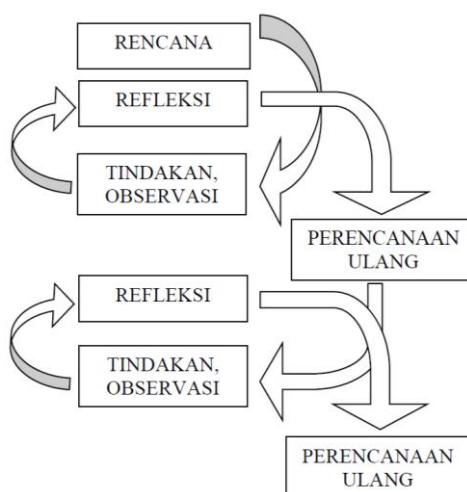 RENCANA
REFLEKSI
TINDAKAN,
OBSERVASI
PERENCANAAN
ULANG
REFLEKSI
TINDAKAN,
OBSERVASI
PERENCANAAN
ULANG